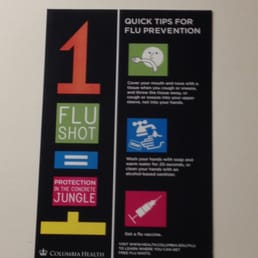 1
FLU
SHOT
=
PROTECTION
IN THE CONCRETE
JUNGLE
COLUMBIA HEALTH
QUICK TIPS FOR
FLU PREVENTION
Cover your mouth and nose with a
tissue when you cough or sneeze,
and throw the tissue away, or
cough or sneeze into your upper
sleeve, not into your hands.
Wash your hands with soap and
warm water for 20 seconds, or
clean your hands with an
alcohol-based sanitizer.
Get a flu vaccine.
VISIT WWW.HEALTH.COLUMBIA.EDU/FLU
TO LEARN WHERE YOU CAN GET
FREE FLU SHOTS.